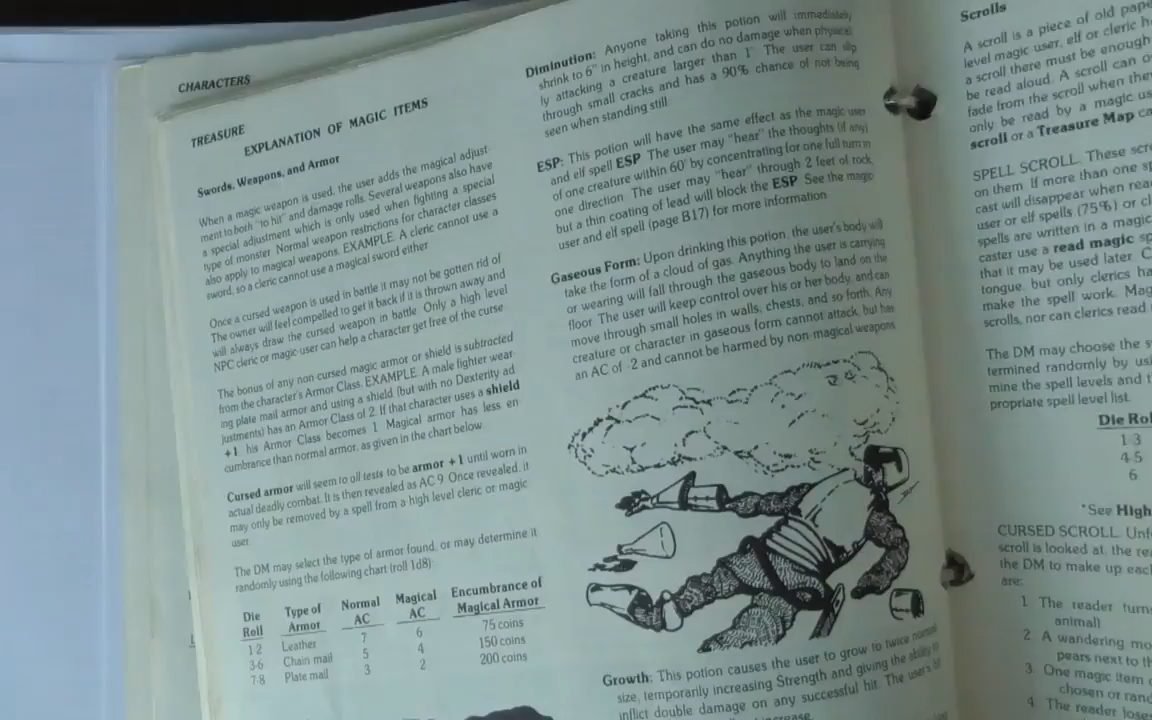 CHARACTERS
TREASURE
EXPLANATION OF MAGIC ITEMS
Swords, Weapons, and Armor
When a magic weapon is used, the user adds the magical adjust-
ment to both "to hit" and damage rolls. Several weapons also have
a special adjustment which is only used when fighting a special
type of monster Normal weapon restrictions for character classes
also apply to magical weapons. EXAMPLE. A cleric cannot use a
sword, so a cleric cannot use a magical sword either
Once a cursed weapon is used in battle it may not be gotten rid of
The owner will feel compelled to get it back if it is thrown away and
will always draw the cursed weapon in battle Only a high level
NPC cleric or magic-user can help a character get free of the curse
The bonus of any non cursed magic armor or shield is subtracted
from the character's Armor Class. EXAMPLE. A male fighter wear-
ing plate mail armor and using a shield (but with no Dexterity ad
justments) has an Armor Class of 2. If that character uses a shield
+1 his Armor Class becomes 1 Magical armor has less en
cumbrance than normal armor, as given in the chart below
Cursed armor will seem to all tests to be armor +1 until worn in
actual deadly combat. It is then revealed as AC 9 Once revealed, it
may only be removed by a spell from a high level cleric or magic
user
The DM may select the type of armor found, or may determine it
randomly using the following chart (roll 1d8):
Die Roll Type of Armor Normal AC Magical AC Encumbrance of Magical Armor
1-2 Leather 7 6 75 coins
3-6 Chain mail 5 4 150 coins
7-8 Plate mail 3 2 200 coins
Diminution: Anyone taking this potion will immediately
shrink to 6" in height, and can do no damage when physical
ly attacking a creature larger than 1' The user can slip
through small cracks and has a 90% chance of not being
seen when standing still
ESP: This potion will have the same effect as the magic user
and elf spell ESP The user may "hear" the thoughts (if any)
of one creature within 60' by concentrating for one full turn in
one direction. The user may "hear" through 2 feet of rock,
but a thin coating of lead will block the ESP See the magic
user and elf spell (page B17) for more information
Gaseous Form: Upon drinking this potion, the user's body will
take the form of a cloud of gas. Anything the user is carrying
or wearing will fall through the gaseous body to land on the
floor The user will keep control over his or her body, and can
move through small holes in walls, chests, and so forth. Any
creature or character in gaseous form cannot attack, but has
an AC of -2 and cannot be harmed by non-magical weapons
Growth: This potion causes the user to grow to twice normal
size, temporarily increasing Strength and giving the ability to
inflict double damage on any successful hit. The user's hit
increase.
Scrolls
A scroll is a piece of old
level magic user, elf or cleric
a scroll there must be enough
be read aloud. A scroll can
fade from the scroll when
only be read by a magic
scroll or a Treasure Map
SPELL SCROLL. These
on them If more than one
cast will disappear when
user or elf spells (75%) or
spells are written in a magic
caster use a read magic
that it may be used later.
tongue, but only clerics
make the spell work.
scrolls, nor can clerics read
The DM may choose the
termined randomly by
mine the spell levels and
propriate spell level list
Die
1 3
4-5
6
*See
CURSED SCROLL.
scroll is looked at, the
the DM to make up
are:
1 The reader
animal)
2 A wandering
pears next to
3 One magic item
chosen or
4. The reader